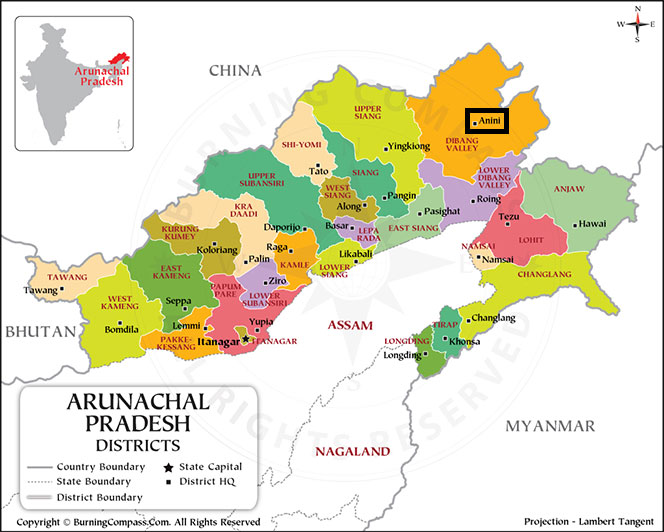 N
W E
S
Arunachal
Pradesh
CHINA
UPPER
SIANG
Anini
DIBANG
VALLEY
SHI-YOMI
Tato
Yingkiong
UPPER
SUBANSIRI
SIANG
LOWER
DIBANG
VALLEY
ANJAW
WEST
SIANG
Along
Pangin
Roing
KRA
DAADI
Pasighat
Tezu
Hawai
KURUNG
KUMEY
Daporijo
Basar
LEPA
RADA
EAST SIANG
LOHIT
Koloriang
Raga
Likabali
NAMSAI
Namsai
Palin
KAMLE
LOWER
SIANG
CHANGLANG
TAWANG
Tawang
EAST
KAMENG
PAPUM
PARE
Ziro
WEST
KAMENG
Seppa
LOWER
SUBANSIRI
BHUTAN
Bomdila
Lemmi
Yupia
ASSAM
TIRAP
Changlang
PAKKE-
KESSANG
Itanagar
ITANAGAR
LONGDING
Longding
Khonsa
ARUNACHAL
PRADESH
DISTRICTS
Country Boundary
State Capital
State Boundary
District HQ
District Boundary
NAGALAND
MYANMAR
BURNING COMPASS
RESERVED
Copyright © BurningCompass.Com. All Rights Reserved
Projection - Lambert Tangent